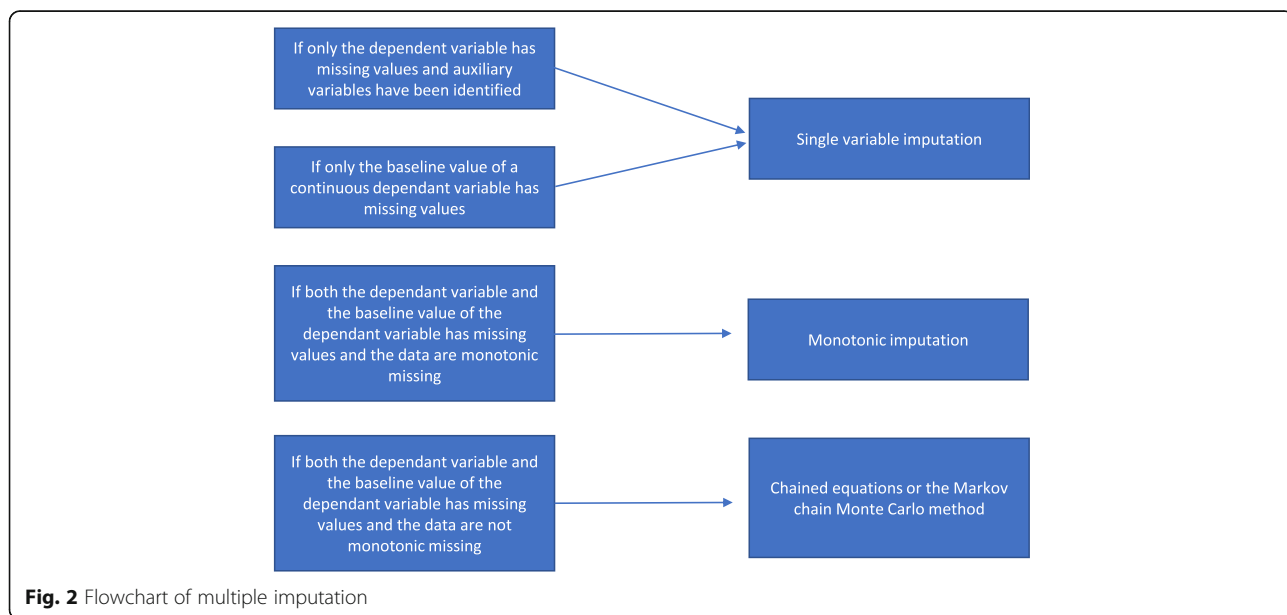 If only the dependent variable has
missing values and auxiliary
variables have been identified
Single variable imputation
If only the baseline value of a
continuous dependant variable has
missing values
If both the dependant variable and
the baseline value of the
dependant variable has missing
values and the data are monotonic
missing
Monotonic imputation
If both the dependant variable and
the baseline value of the
dependant variable has missing
values and the data are not
monotonic missing
Chained equations or the Markov
chain Monte Carlo method
Fig. 2 Flowchart of multiple imputation